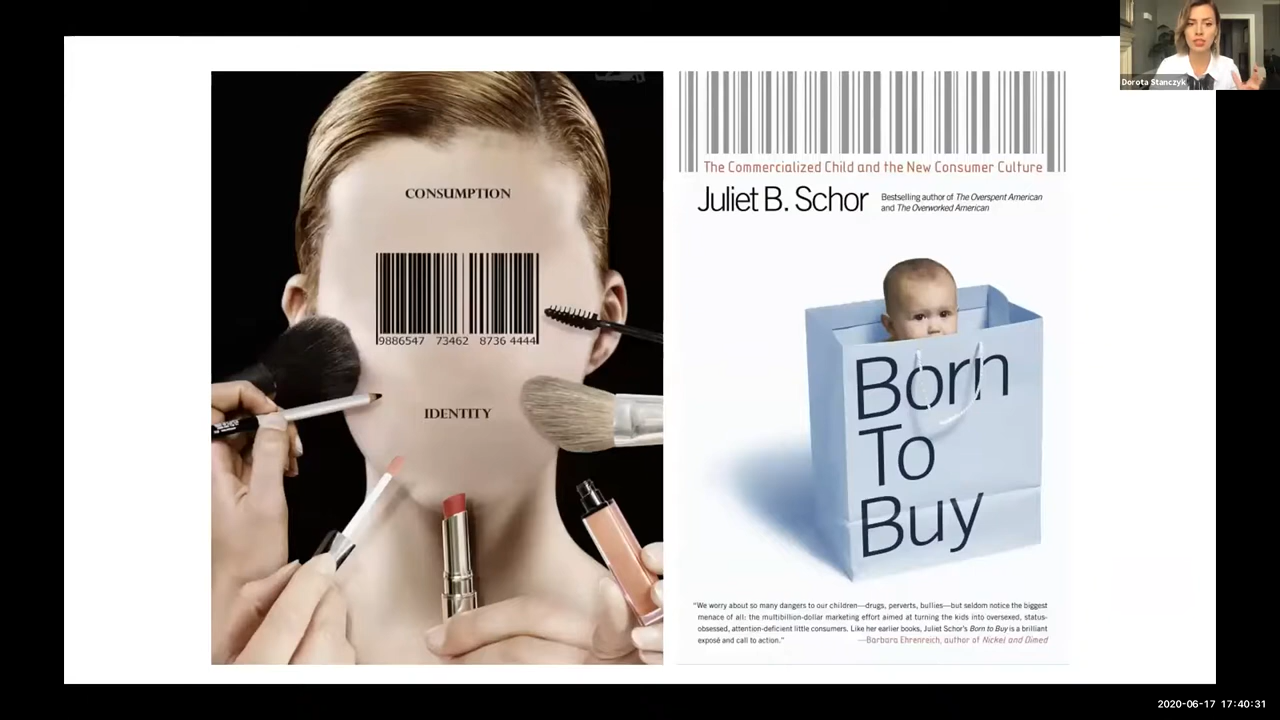 Dorota Stanczyk
CONSUMPTION
9886547 73462 8736 4444
IDENTITY
The Commercialized Child and the New Consumer Culture
Juliet B. Schor
Bestselling author of The Overspent American
and The Overworked American
Born
To
Buy
"We worry about so many dangers to our children—drugs, perverts, bullies—but seldom notice the biggest
menace of all: the multibillion-dollar marketing effort aimed at turning the kids into oversexed, status-
obsessed, attention-deficient little consumers. Like her earlier books, Juliet Schor's Born to Buy is a brilliant
exposé and call to action."
—Barbara Ehrenreich, author of Nickel and Dimed
2020-06-17 17:40:31